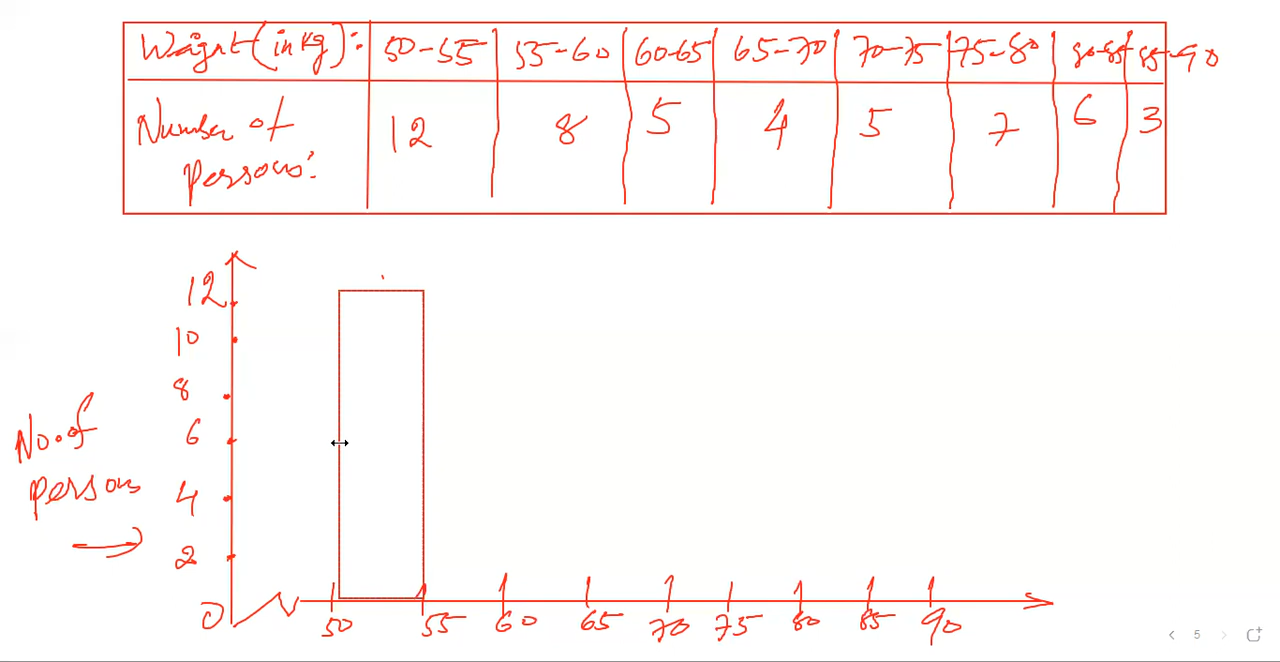 Weight (in kg): 50-55 55-60 60-65 65-70 70-75 75-80 80-85 85-90
Number of 12 8 5 4 5 7 6 3
persons:
12
10
8
6
No. of
persons
4
2
0
50 55 60 65 70 75 80 85 90
5